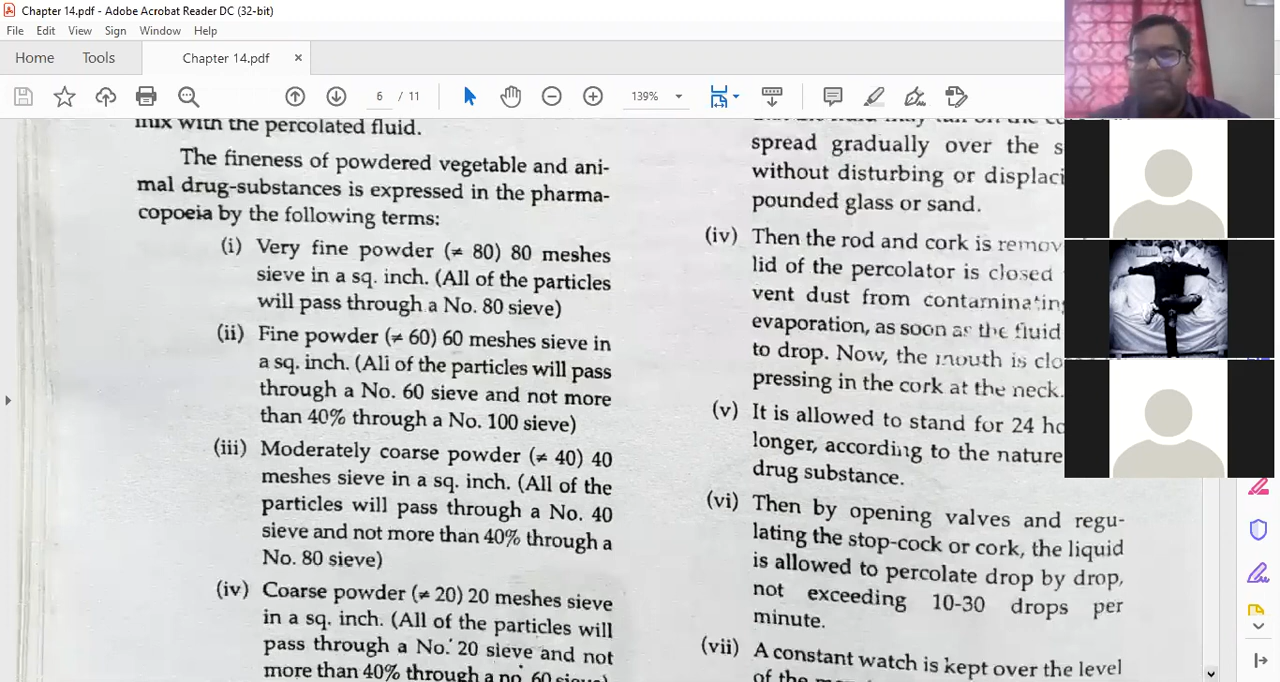 Chapter 14.pdf - Adobe Acrobat Reader DC (32-bit)
File Edit View Sign Window Help
Home Tools Chapter 14.pdf ×
6 / 11 139%
mix with the percolated fluid.
The fineness of powdered vegetable and ani-
mal drug-substances is expressed in the pharma-
copoeia by the following terms:
(i) Very fine powder (≠ 80) 80 meshes
sieve in a sq. inch. (All of the particles
will pass through a No. 80 sieve)
(ii) Fine powder (≠ 60) 60 meshes sieve in
a sq. inch. (All of the particles will pass
through a No. 60 sieve and not more
than 40% through a No. 100 sieve)
(iii) Moderately coarse powder (≠ 40) 40
meshes sieve in a sq. inch. (All of the
particles will pass through a No. 40
sieve and not more than 40% through a
No. 80 sieve)
(iv) Coarse powder (≠ 20) 20 meshes sieve
in a sq. inch. (All of the particles will
pass through a No. 20 sieve and not
more than 40% through a no. 60 sieve)
spread gradually over the s
without disturbing or displaci
pounded glass or sand.
(iv) Then the rod and cork is remov
lid of the percolator is closed
vent dust from contaminating
evaporation, as soon as the fluid
to drop. Now, the mouth is clo
pressing in the cork at the neck.
(v) It is allowed to stand for 24 ho
longer, according to the nature
drug substance.
(vi) Then by opening valves and regu-
lating the stop-cock or cork, the liquid
is allowed to percolate drop by drop,
not exceeding 10-30 drops per
minute.
(vii) A constant watch is kept over the level
of the